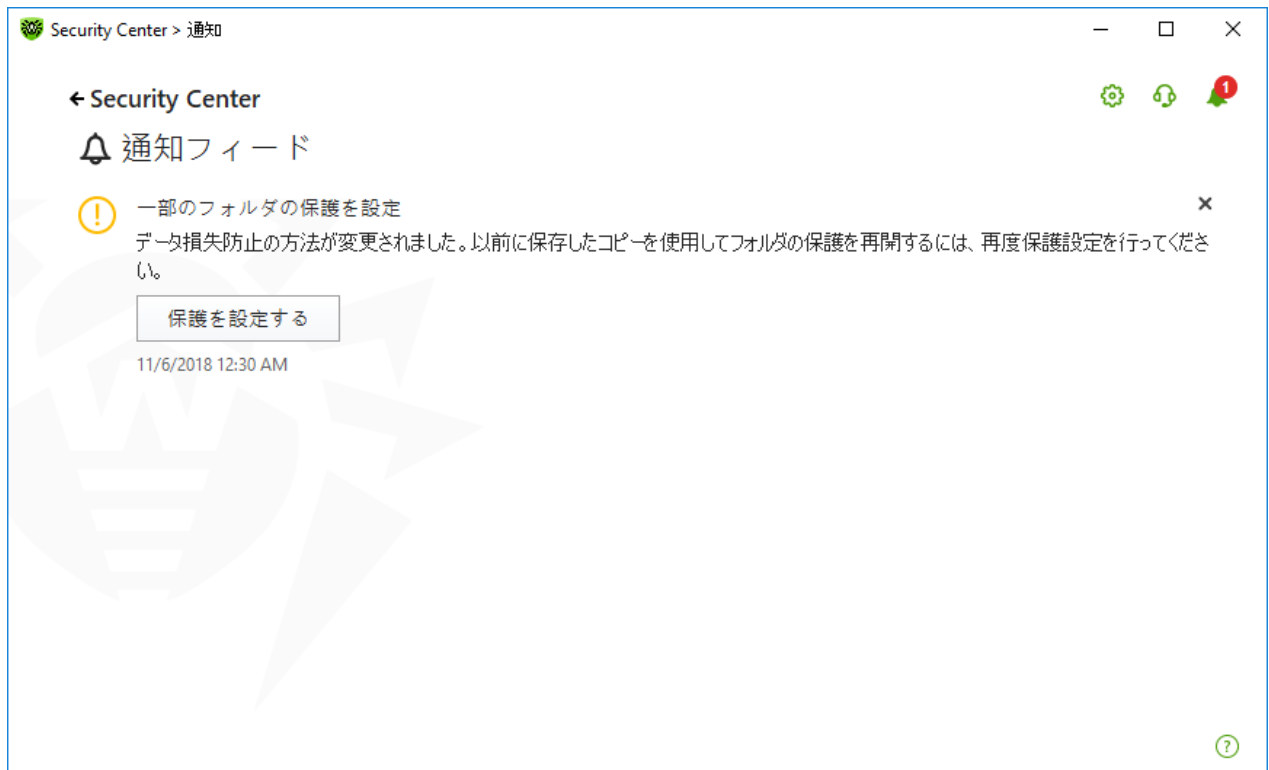 Security Center > 通知
Security Center
1
通知フィード
一部のフォルダの保護を設定
データ損失防止の方法が変更されました。以前に保存したコピーを使用してフォルダの保護を再開するには、再度保護設定を行ってくださ
い。
保護を設定する
11/6/2018 12:30 AM